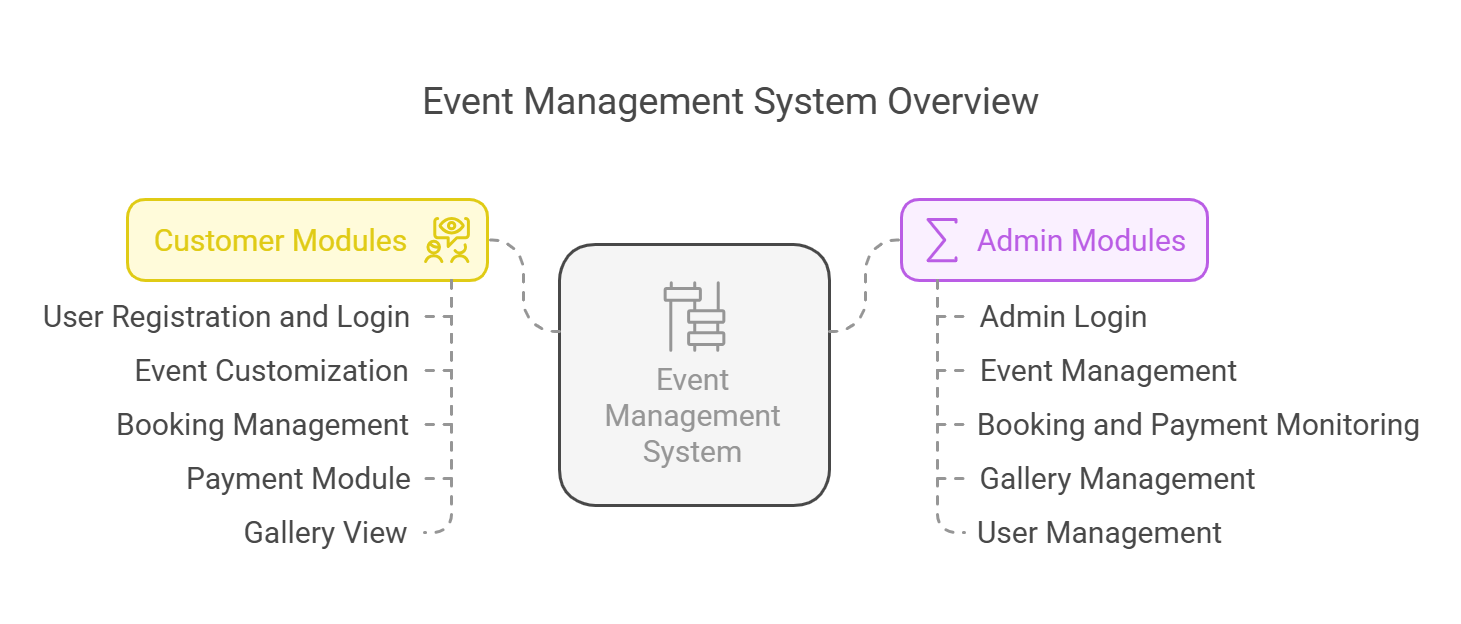 Event Management System Overview
Customer Modules
User Registration and Login
Event Customization
Booking Management
Payment Module
Gallery View
Event
Management
System
Admin Modules
Admin Login
Event Management
Booking and Payment Monitoring
Gallery Management
User Management